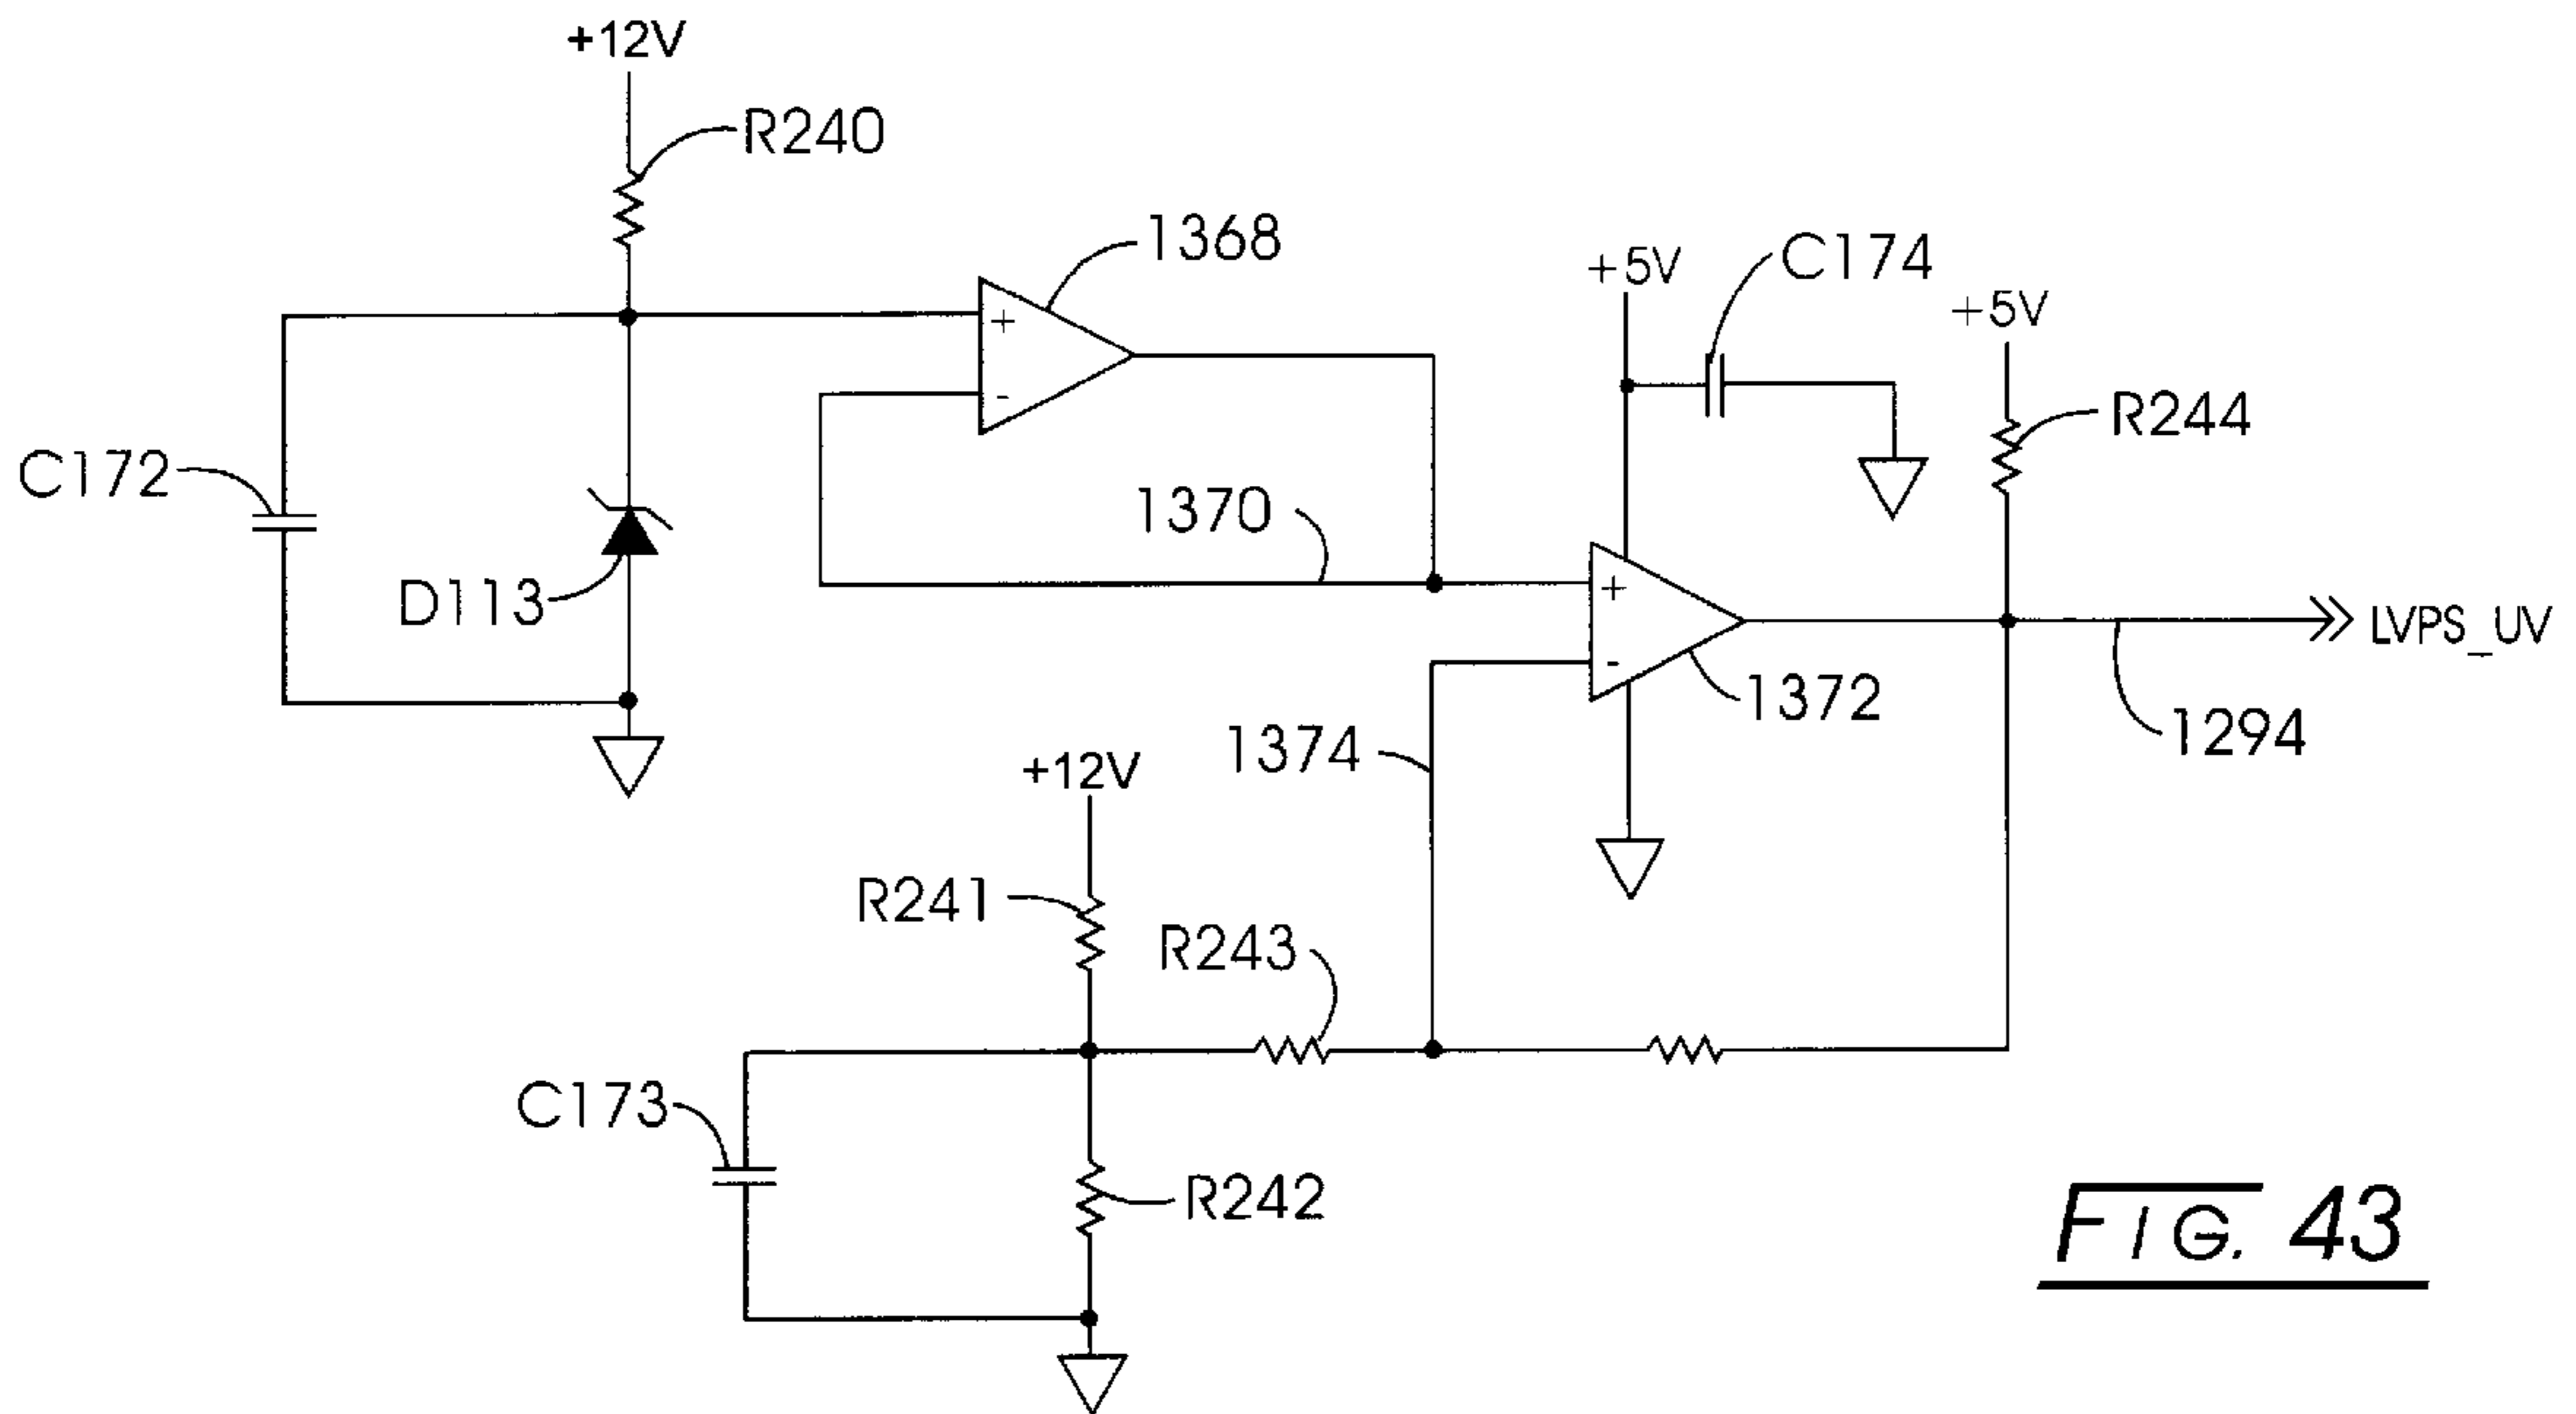 +12V
R240
1368
+
-
C172
D113
1370
+5V
C174
+5V
R244
+
-
1372
LVPS_UV
1294
1374
+12V
R241
R243
C173
R242
FIG. 43